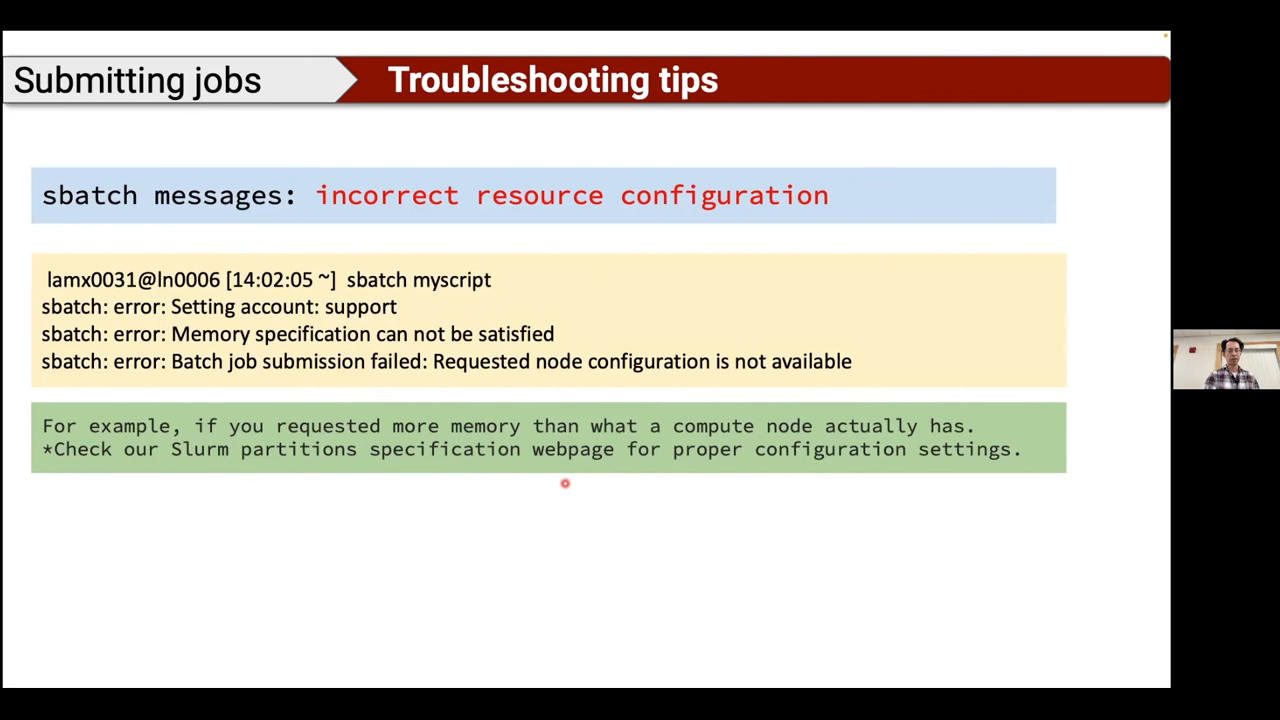 Submitting jobs
Troubleshooting tips
sbatch messages: incorrect resource configuration
lamx0031@ln0006 [14:02:05 ~] sbatch myscript
sbatch: error: Setting account: support
sbatch: error: Memory specification can not be satisfied
sbatch: error: Batch job submission failed: Requested node configuration is not available
For example, if you requested more memory than what a compute node actually has.
*Check our Slurm partitions specification webpage for proper configuration settings.